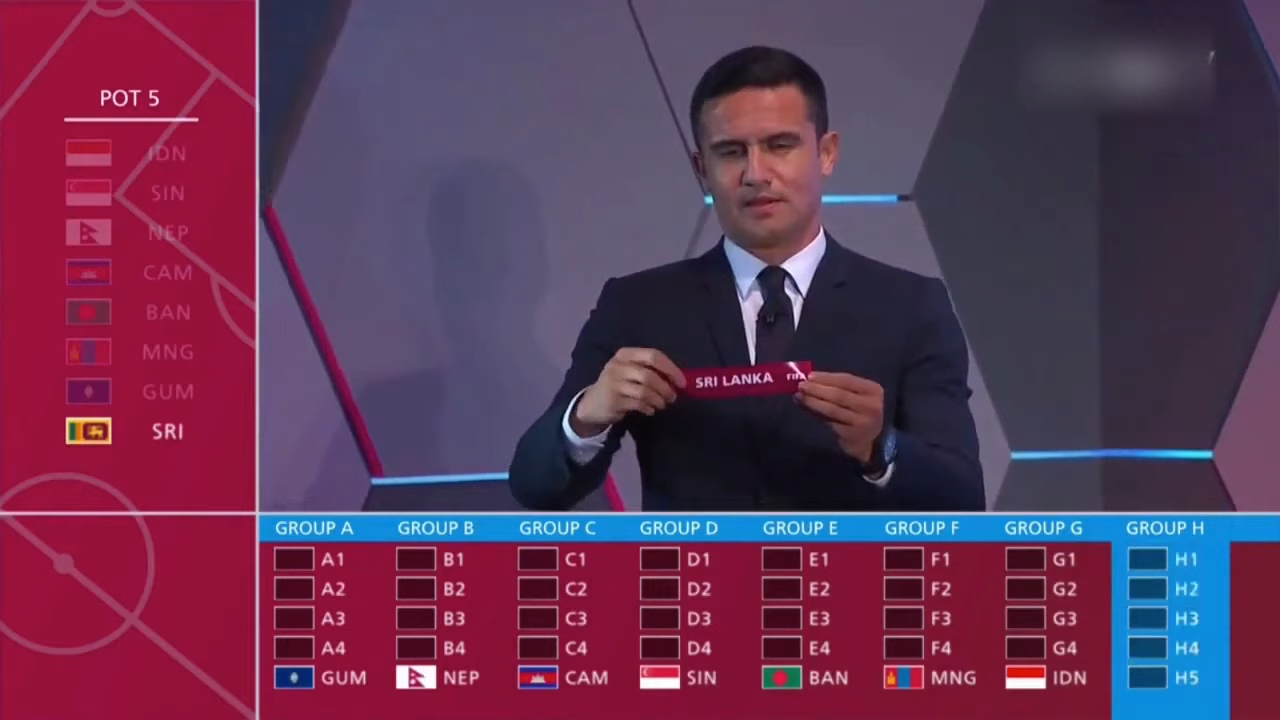 POT 5
IDN
SIN
NEP
CAM
BAN
MNG
GUM
SRI
SRI LANKA FIFA
GROUP A GROUP B GROUP C GROUP D GROUP E GROUP F GROUP G GROUP H
A1 B1 C1 D1 E1 F1 G1 H1
A2 B2 C2 D2 E2 F2 G2 H2
A3 B3 C3 D3 E3 F3 G3 H3
A4 B4 C4 D4 E4 F4 G4 H4
GUM NEP CAM SIN BAN MNG IDN H5